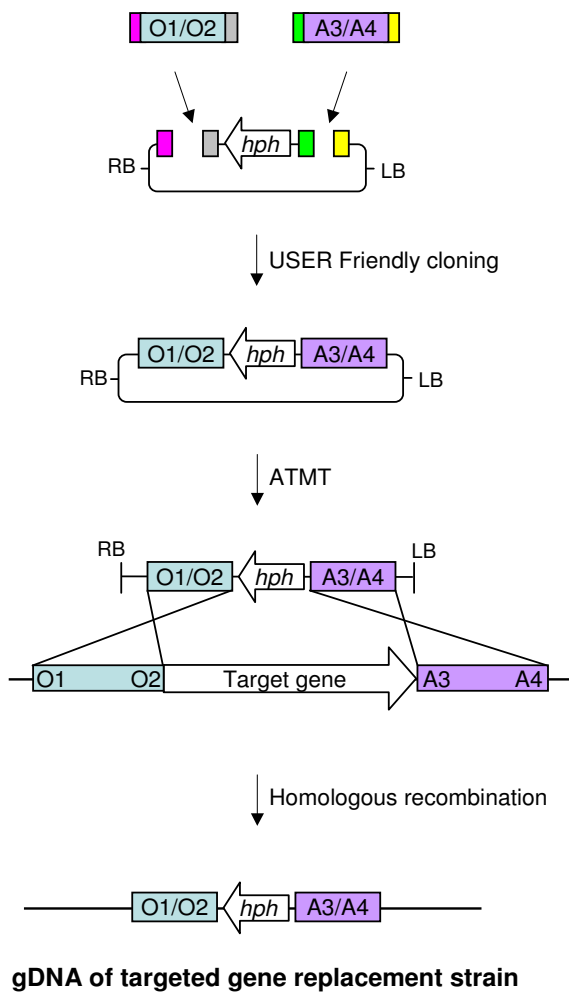 O1/O2 A3/A4
hph
RB LB
USER Friendly cloning
O1/O2 hph A3/A4
RB LB
ATMT
RB LB
O1/O2 hph A3/A4
O1 O2 Target gene A3 A4
Homologous recombination
O1/O2 hph A3/A4
gDNA of targeted gene replacement strain